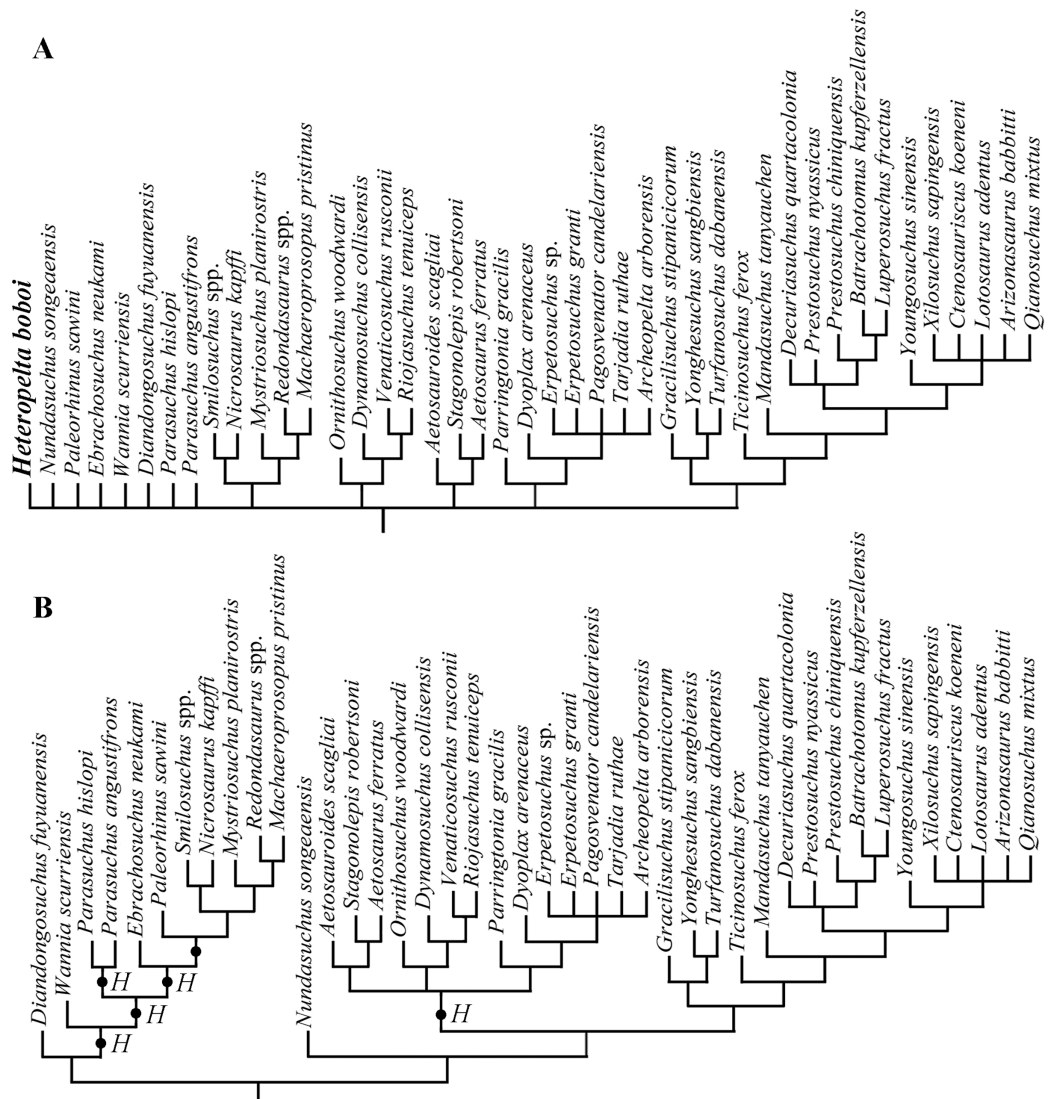 A
Heteropelta boboi
Nundasuchus songeaensis
Paleorhinus sawini
Ebrachosuchus neukami
Wannia scurriensis
Diandongosuchus fuyuanensis
Parasuchus hislopi
Parasuchus angustifrons
Smilosuchus spp.
Nicrosaurus kapffi
Mystriosuchus planirostris
Redondasaurus spp.
Machaeroprosopus pristinus
Ornithosuchus woodwardi
Dynamosuchus collisensis
Venaticosuchus rusconii
Riojasuchus tenuiceps
Aetosauroides scagliai
Stagonolepis robertsoni
Aetosaurus ferratus
Parringtonia gracilis
Dyoplax arenaceus
Erpetosuchus sp.
Erpetosuchus granti
Pagosvenator candelariensis
Tarjadia ruthae
Archeopelta arborensis
Gracilisuchus stipanicicorum
Yonghesuchus sangbiensis
Turfanosuchus dabanensis
Ticinosuchus ferox
Mandasuchus tanyauchen
Decuriasuchus quartacolonia
Prestosuchus nyassicus
Prestosuchus chiniquensis
Batrachotomus kupferzellensis
Luperosuchus fractus
Youngosuchus sinensis
Xilosuchus sapingensis
Ctenosauriscus koeneni
Lotosaurus adentus
Arizonasaurus babbitti
Qianosuchus mixtus
B
Diandongosuchus fuyuanensis
Wannia scurriensis
Parasuchus hislopi
Parasuchus angustifrons
Ebrachosuchus neukami
Paleorhinus sawini
Smilosuchus spp.
Nicrosaurus kapffi
Mystriosuchus planirostris
Redondasaurus spp.
Machaeroprosopus pristinus
Nundasuchus songeaensis
Aetosauroides scagliai
Stagonolepis robertsoni
Aetosaurus ferratus
Ornithosuchus woodwardi
Dynamosuchus collisensis
Venaticosuchus rusconii
Riojasuchus tenuiceps
Parringtonia gracilis
Dyoplax arenaceus
Erpetosuchus sp.
Erpetosuchus granti
Pagosvenator candelariensis
Tarjadia ruthae
Archeopelta arborensis
Gracilisuchus stipanicicorum
Yonghesuchus sangbiensis
Turfanosuchus dabanensis
Ticinosuchus ferox
Mandasuchus tanyauchen
Decuriasuchus quartacolonia
Prestosuchus nyassicus
Prestosuchus chiniquensis
Batrachotomus kupferzellensis
Luperosuchus fractus
Youngosuchus sinensis
Xilosuchus sapingensis
Ctenosauriscus koeneni
Lotosaurus adentus
Arizonasaurus babbitti
Qianosuchus mixtus
H
H
H
H
H